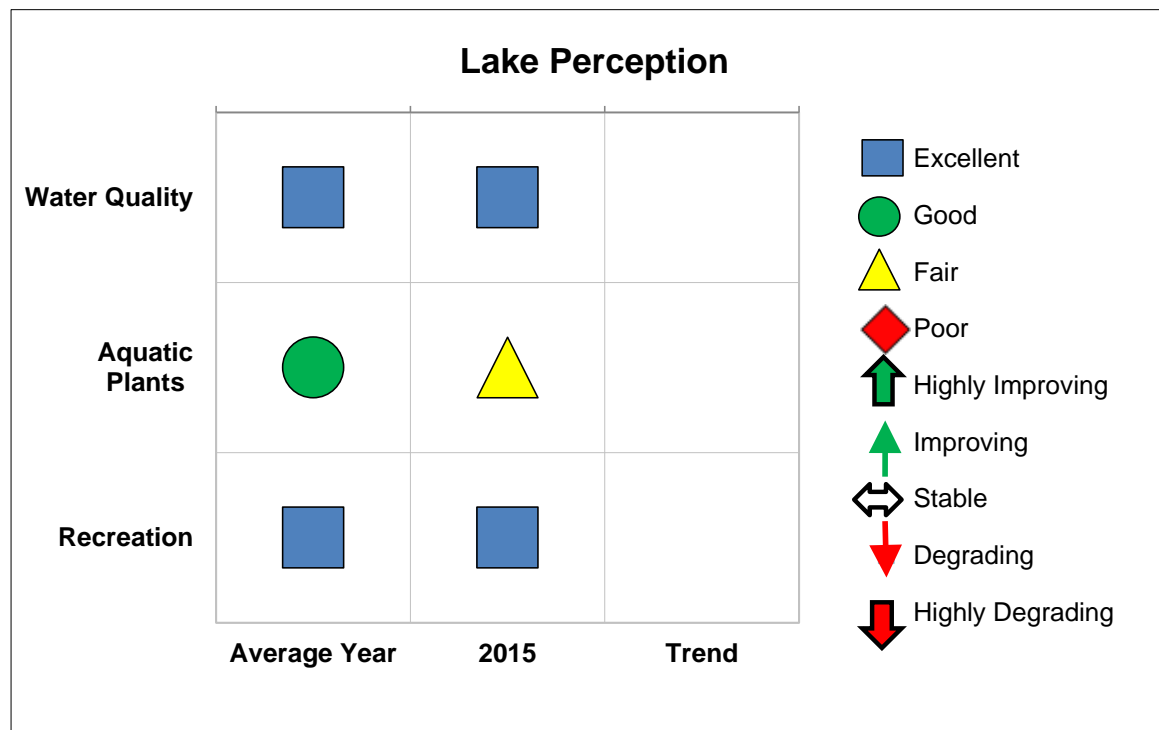 Lake Perception
Water Quality
Aquatic
Plants
Recreation
Average Year
2015
Trend
Excellent
Good
Fair
Poor
Highly Improving
Improving
Stable
Degrading
Highly Degrading